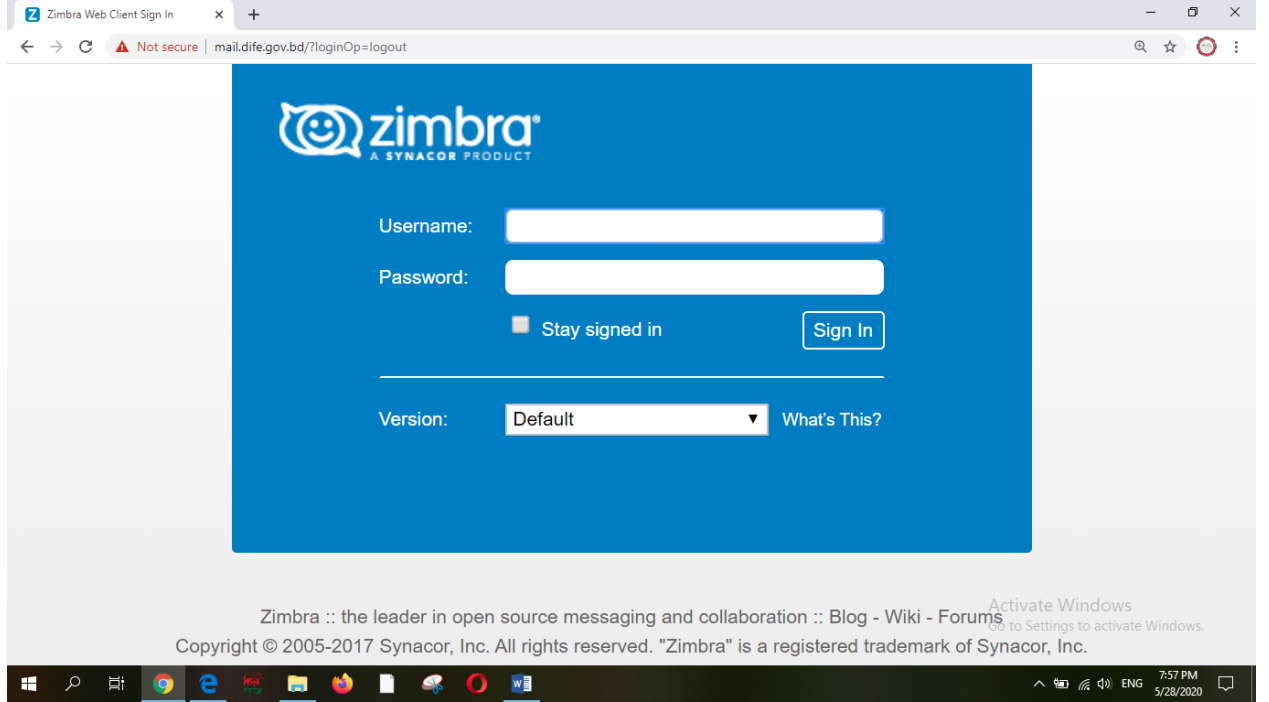 Zimbra Web Client Sign In
Not secure | mail.dife.gov.bd/?loginOp=logout
zimbra
A SYNACOR PRODUCT
Username:
Password:
Stay signed in
Sign In
Version:
Default
What's This?
Zimbra :: the leader in open source messaging and collaboration :: Blog - Wiki - Forums
Copyright © 2005-2017 Synacor, Inc. All rights reserved. "Zimbra" is a registered trademark of Synacor, Inc.
Activate Windows
Go to Settings to activate Windows.
ENG
7:57 PM
5/28/2020